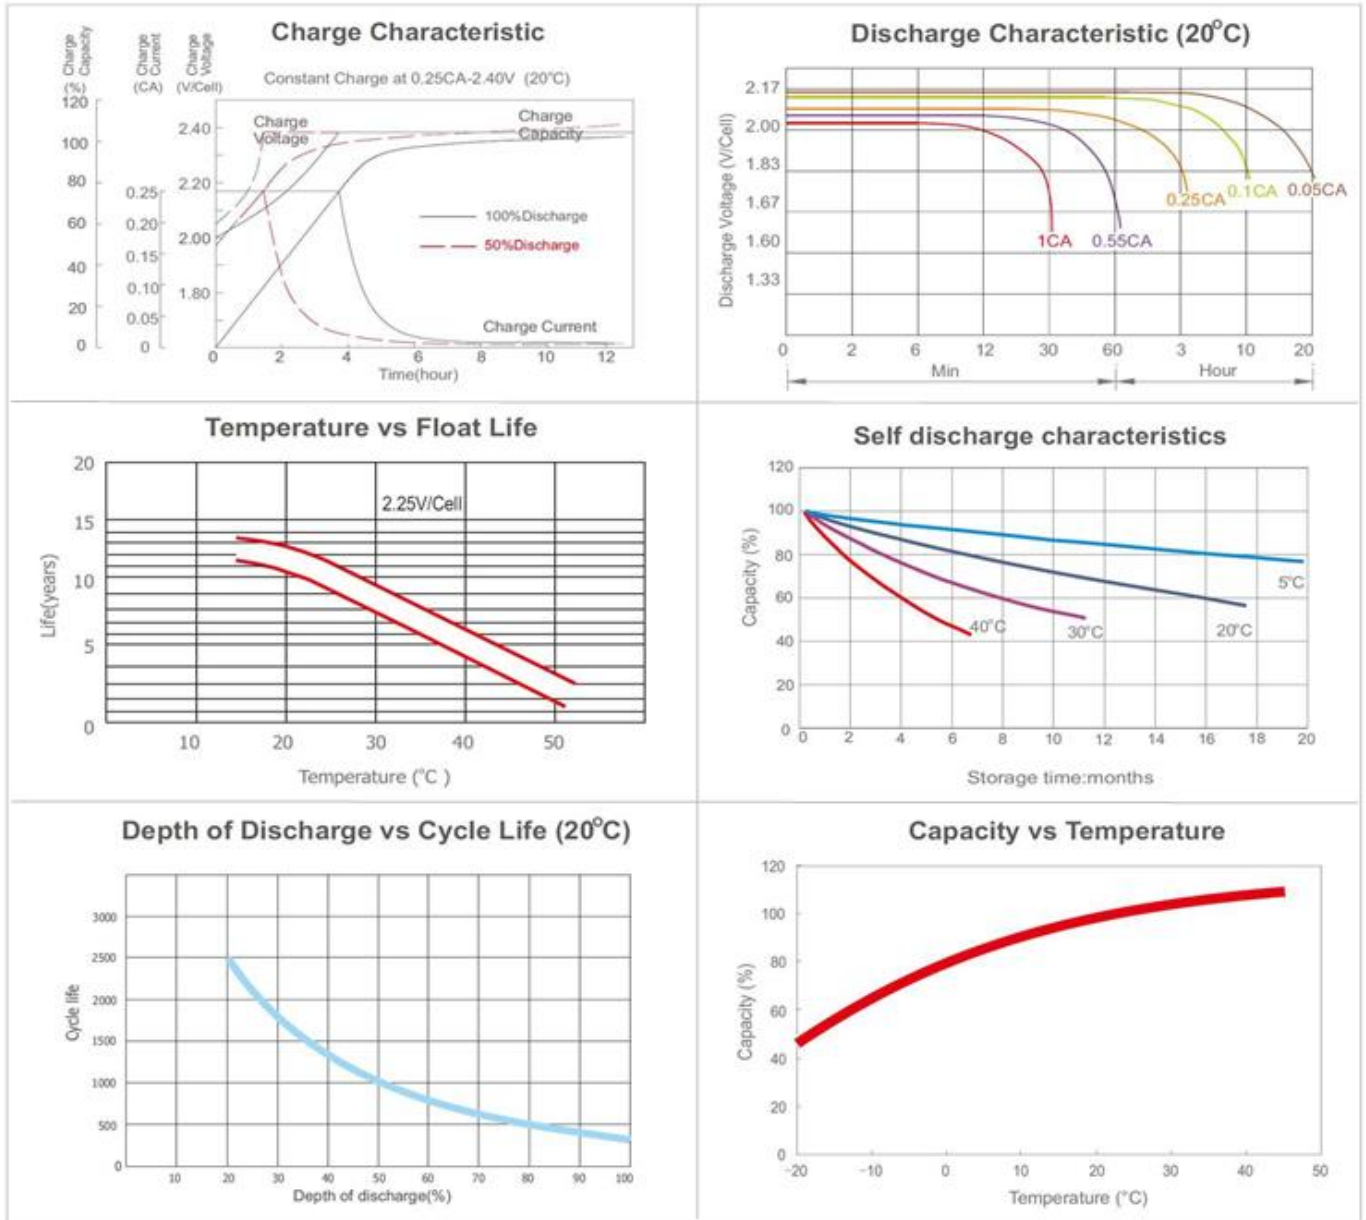 Charge Characteristic
Charge Capacity (%)
Charge Current (CA)
Charge Voltage (V/Cell)
Constant Charge at 0.25CA-2.40V (20°C)
120
100
80
60
40
20
0
0.25
0.20
0.15
0.10
0.05
0
2.40
2.20
2.00
1.80
Charge Voltage
Charge Capacity
100%Discharge
50%Discharge
Charge Current
0 2 4 6 8 10 12
Time(hour)
Discharge Characteristic (20°C)
Discharge Voltage (V/Cell)
2.17
2.00
1.83
1.67
1.60
1.33
1CA 0.55CA 0.25CA 0.1CA 0.05CA
0 2 6 12 30 60 3 10 20
Min Hour
Temperature vs Float Life
Life(years)
20
15
10
5
0
2.25V/Cell
10 20 30 40 50
Temperature (°C )
Self discharge characteristics
Capacity (%)
120
100
80
60
40
20
0
5°C
40°C 30°C 20°C
0 2 4 6 8 10 12 14 16 18 20
Storage time:months
Depth of Discharge vs Cycle Life (20°C)
Cycle life
3000
2500
2000
1500
1000
500
0
10 20 30 40 50 60 70 80 90 100
Depth of discharge(%)
Capacity vs Temperature
Capacity (%)
120
100
80
60
40
20
0
-20 -10 0 10 20 30 40 50
Temperature (°C)